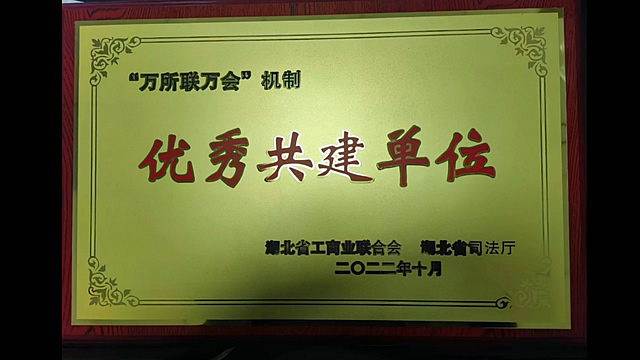 “万所联万会”机制
优秀共建单位
湖北省工商业联合会 湖北省司法厅
二〇二二年十月